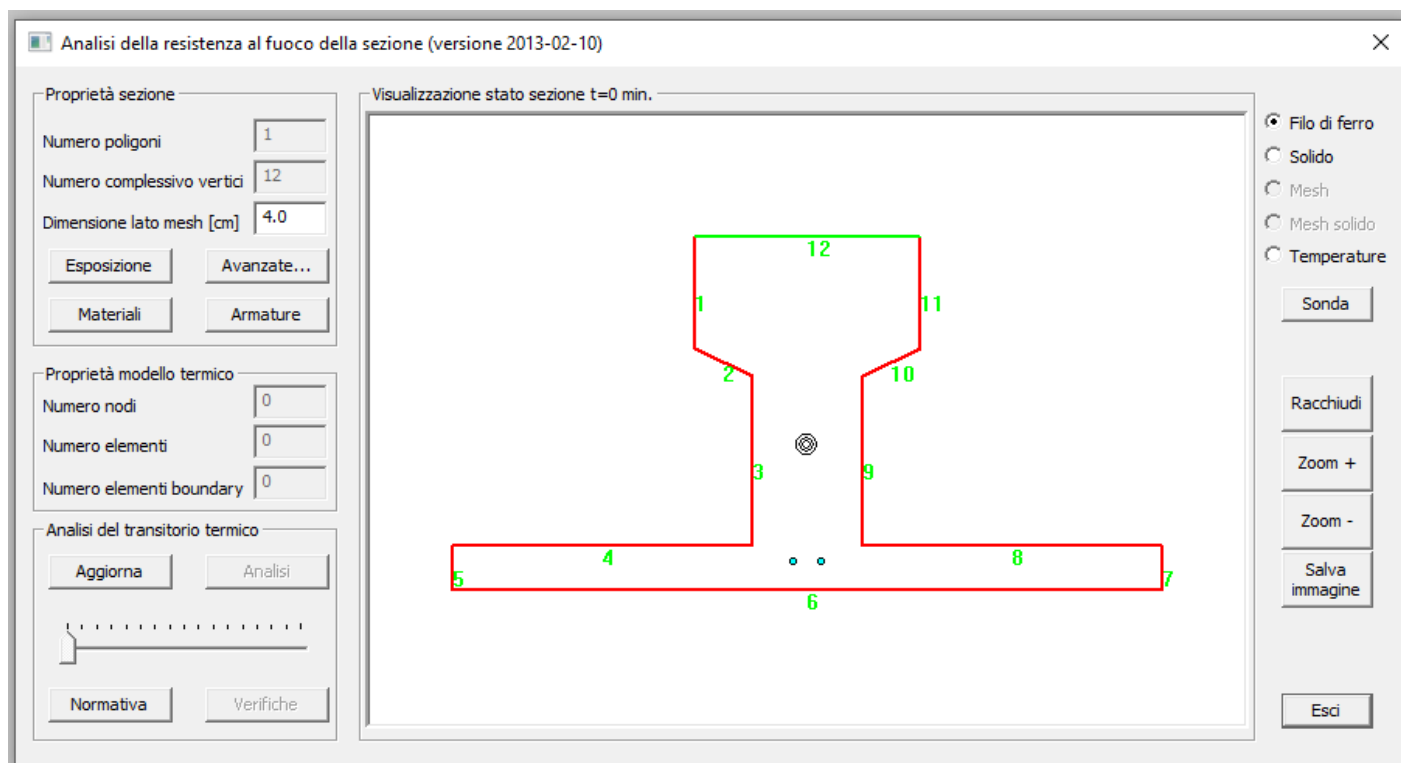 Analisi della resistenza al fuoco della sezione (versione 2013-02-10)
Proprietà sezione
Numero poligoni 1
Numero complessivo vertici 12
Dimensione lato mesh [cm] 4.0
Esposizione Avanzate...
Materiali Armature
Proprietà modello termico
Numero nodi 0
Numero elementi 0
Numero elementi boundary 0
Analisi del transitorio termico
Aggiorna Analisi
Normativa Verifiche
Visualizzazione stato sezione t=0 min.
12
1 11
2 10
3 9
4 8
5 7
6
Filo di ferro
Solido
Mesh
Mesh solido
Temperature
Sonda
Racchiudi
Zoom +
Zoom -
Salva
immagine
Esci